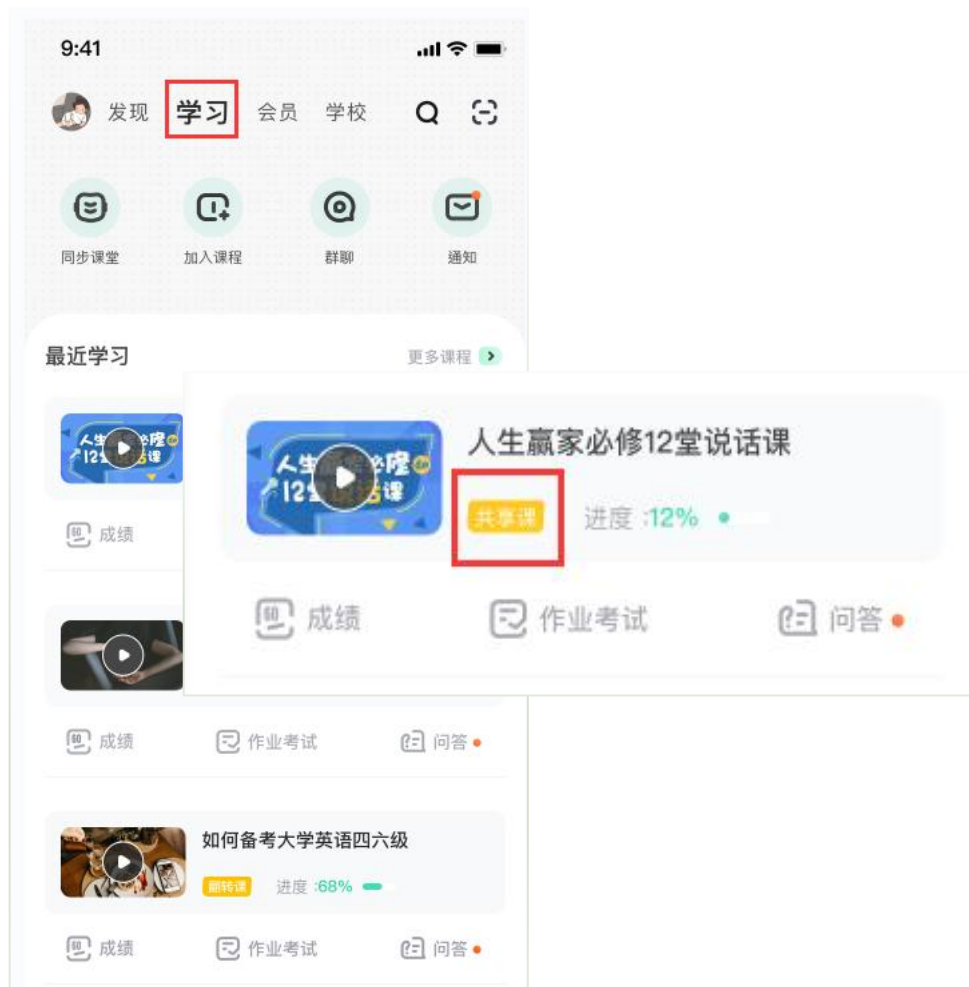 9:41
发现 学习 会员 学校
同步课堂 加入课程 群聊 通知
最近学习 更多课程
人生赢家必修12堂说话课
共享课 进度 :12%
成绩
成绩 作业考试 问答
成绩 作业考试 问答
如何备考大学英语四六级
翻转课 进度 :68%
成绩 作业考试 问答